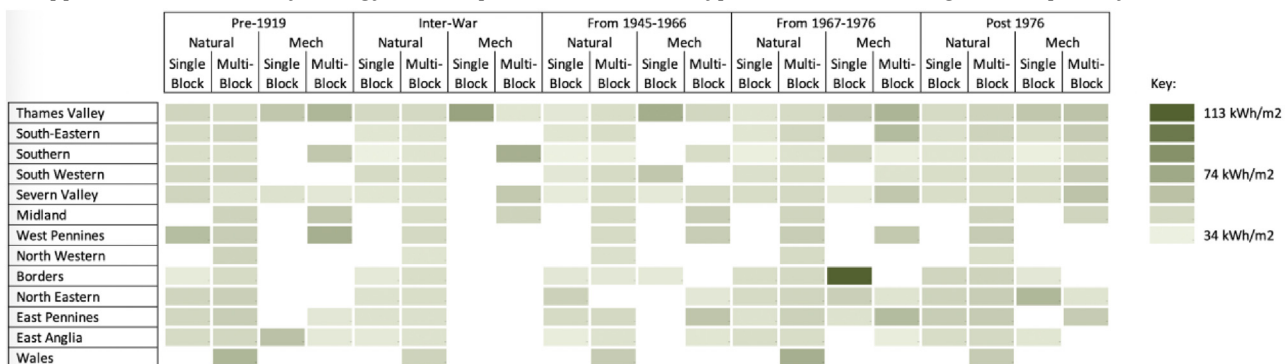 Pre-1919 Inter-War From 1945-1966 From 1967-1976 Post 1976
Natural Mech Natural Mech Natural Mech Natural Mech Natural Mech
Single Multi- Single Multi- Single Multi- Single Multi- Single Multi- Single Multi- Single Multi- Single Multi- Single Multi- Single Multi-
Block Block Block Block Block Block Block Block Block Block Block Block Block Block Block Block Block Block Block Block
Key:
Thames Valley
113 kWh/m2
South-Eastern
Southern
South Western
74 kWh/m2
Severn Valley
Midland
West Pennines
34 kWh/m2
North Western
Borders
North Eastern
East Pennines
East Anglia
Wales